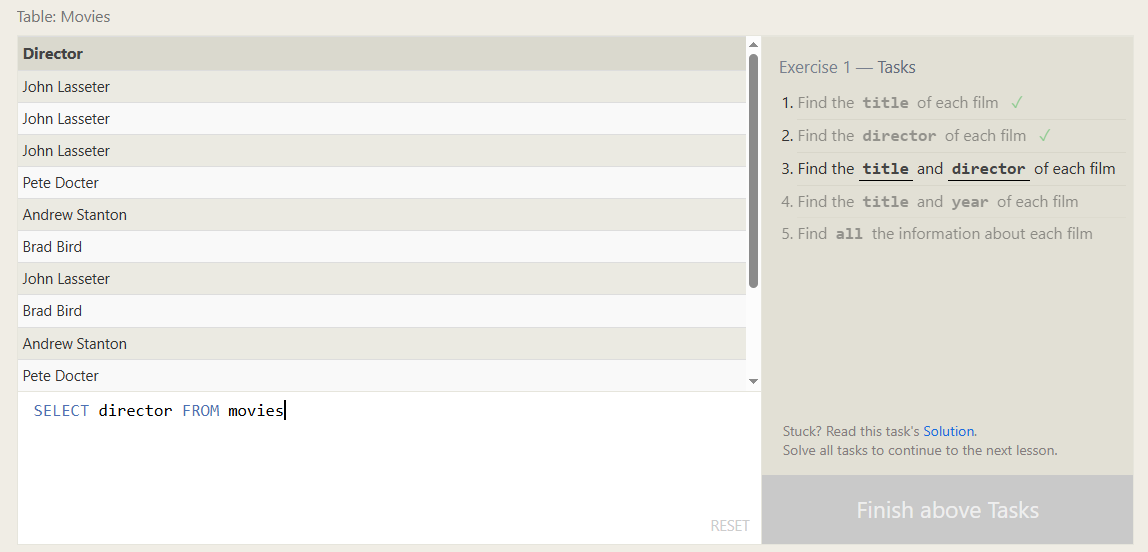 Table: Movies
Director
John Lasseter
John Lasseter
John Lasseter
Pete Docter
Andrew Stanton
Brad Bird
John Lasseter
Brad Bird
Andrew Stanton
Pete Docter
SELECT director FROM movies
RESET
Exercise 1 — Tasks
1. Find the title of each film ✓
2. Find the director of each film ✓
3. Find the title and director of each film
4. Find the title and year of each film
5. Find all the information about each film
Stuck? Read this task's Solution.
Solve all tasks to continue to the next lesson.
Finish above Tasks